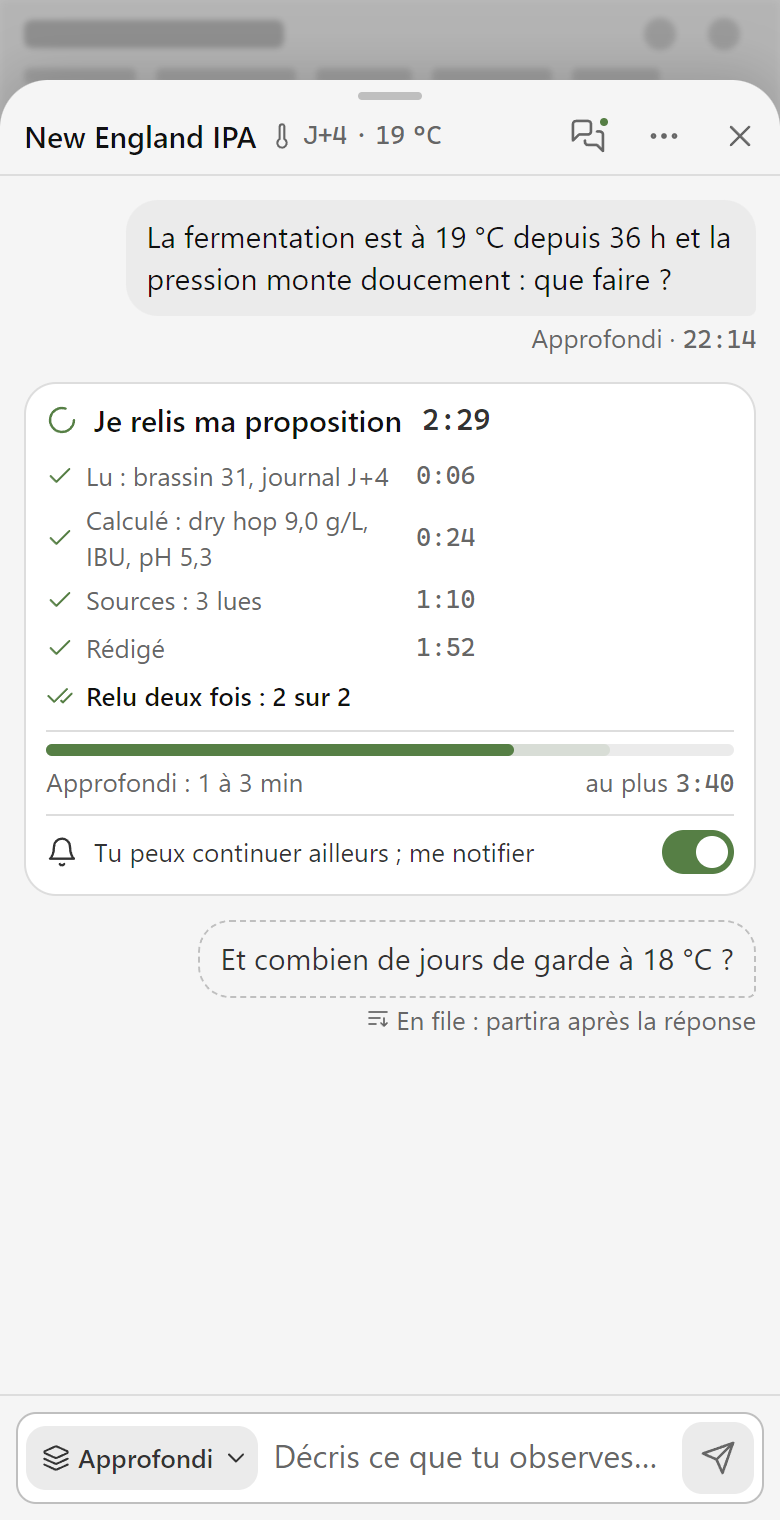 New England IPA J+4 · 19 °C
La fermentation est à 19 °C depuis 36 h et la
pression monte doucement : que faire ?
Approfondi · 22:14
Je relis ma proposition 2:29
Lu : brassin 31, journal J+4 0:06
Calculé : dry hop 9,0 g/L,
IBU, pH 5,3 0:24
Sources : 3 lues 1:10
Rédigé 1:52
Relu deux fois : 2 sur 2
Approfondi : 1 à 3 min au plus 3:40
Tu peux continuer ailleurs ; me notifier
Et combien de jours de garde à 18 °C ?
En file : partira après la réponse
Approfondi Décris ce que tu observes...